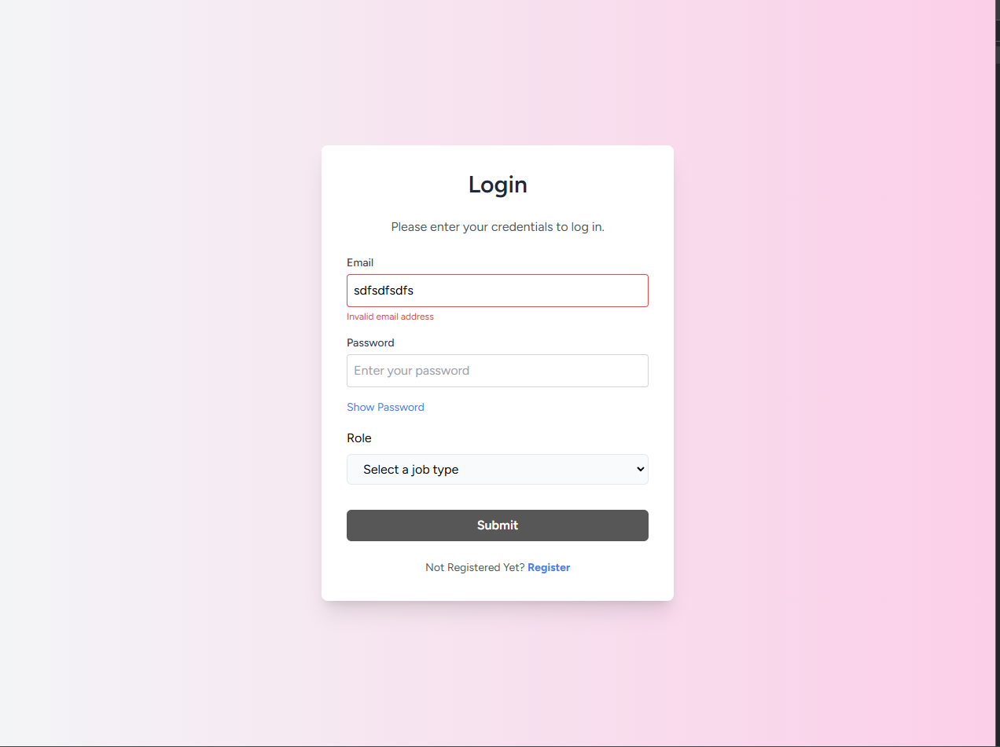 Login
Please enter your credentials to log in.
Email
sdfsdfsdfs
Invalid email address
Password
Enter your password
Show Password
Role
Select a job type
Submit
Not Registered Yet? Register